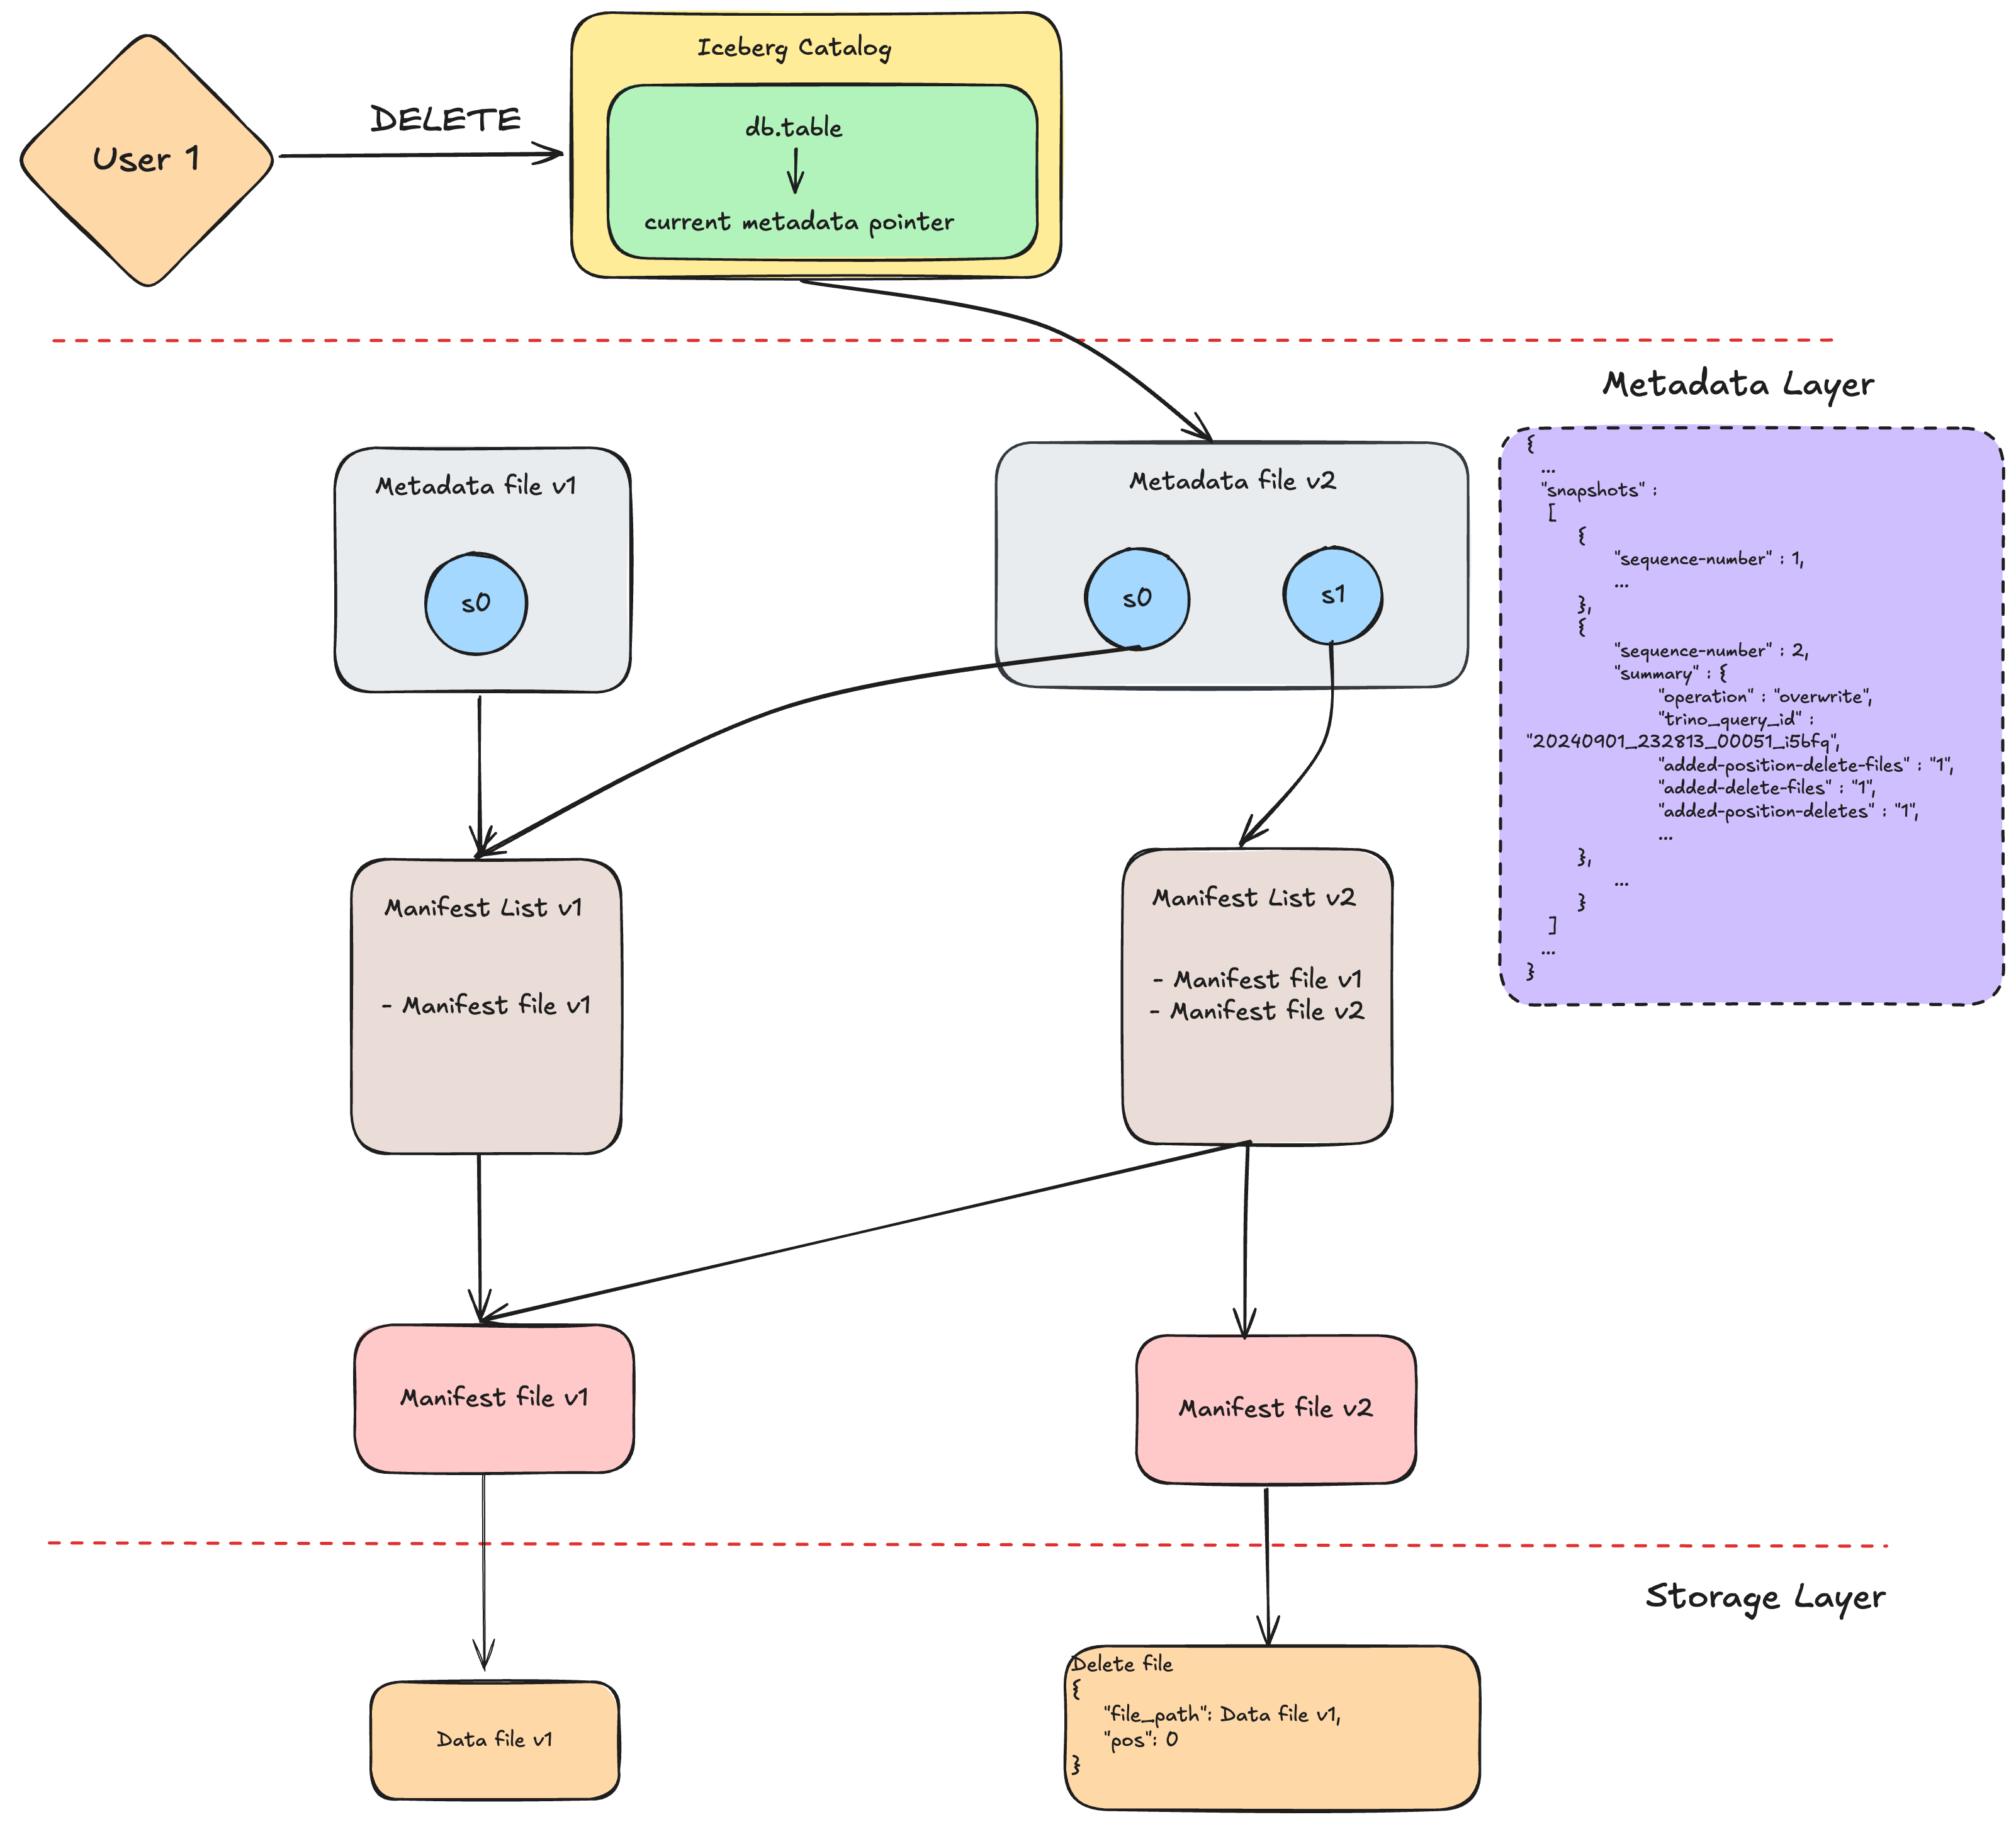 Iceberg Catalog
User 1
DELETE
db.table
current metadata pointer
Metadata Layer
Metadata file v1
s0
Metadata file v2
s0
s1
{
...
"snapshots" :
[
{
"sequence-number" : 1,
...
},
{
"sequence-number" : 2,
"summary" : {
"operation" : "overwrite",
"trino_query_id" :
"20240901_232813_00051_i5bfq",
"added-position-delete-files" : "1",
"added-delete-files" : "1",
"added-position-deletes" : "1",
...
},
...
}
]
...
}
Manifest List v1
- Manifest file v1
Manifest List v2
- Manifest file v1
- Manifest file v2
Manifest file v1
Manifest file v2
Storage Layer
Data file v1
Delete file
{
"file_path": Data file v1,
"pos": 0
}